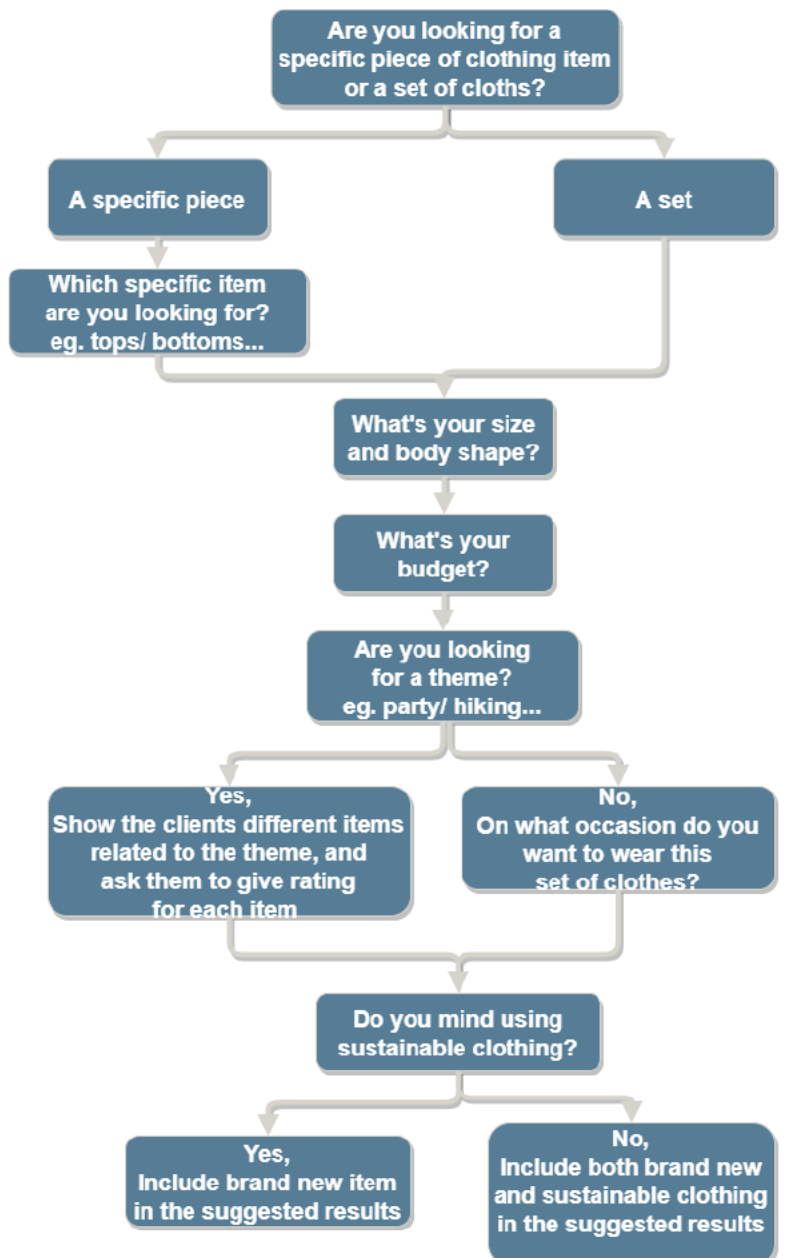 Are you looking for a
specific piece of clothing item
or a set of cloths?
A specific piece
A set
Which specific item
are you looking for?
eg. tops/ bottoms...
What's your size
and body shape?
What's your
budget?
Are you looking
for a theme?
eg. party/ hiking...
Yes,
Show the clients different items
related to the theme, and
ask them to give rating
for each item
No,
On what occasion do you
want to wear this
set of clothes?
Do you mind using
sustainable clothing?
Yes,
Include brand new item
in the suggested results
No,
Include both brand new
and sustainable clothing
in the suggested results